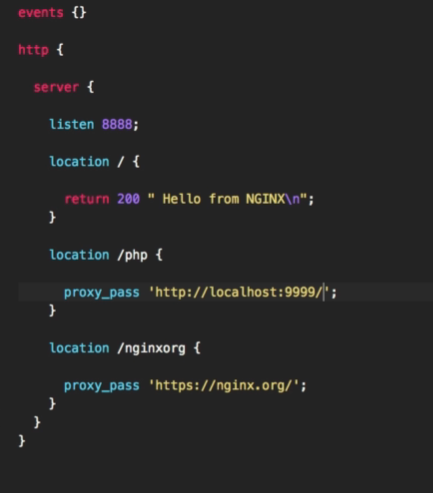 events {}
http {
server {
listen 8888;
location / {
return 200 " Hello from NGINX\n";
}
location /php {
proxy_pass 'http://localhost:9999/';
}
location /nginxorg {
proxy_pass 'https://nginx.org/';
}
}
}